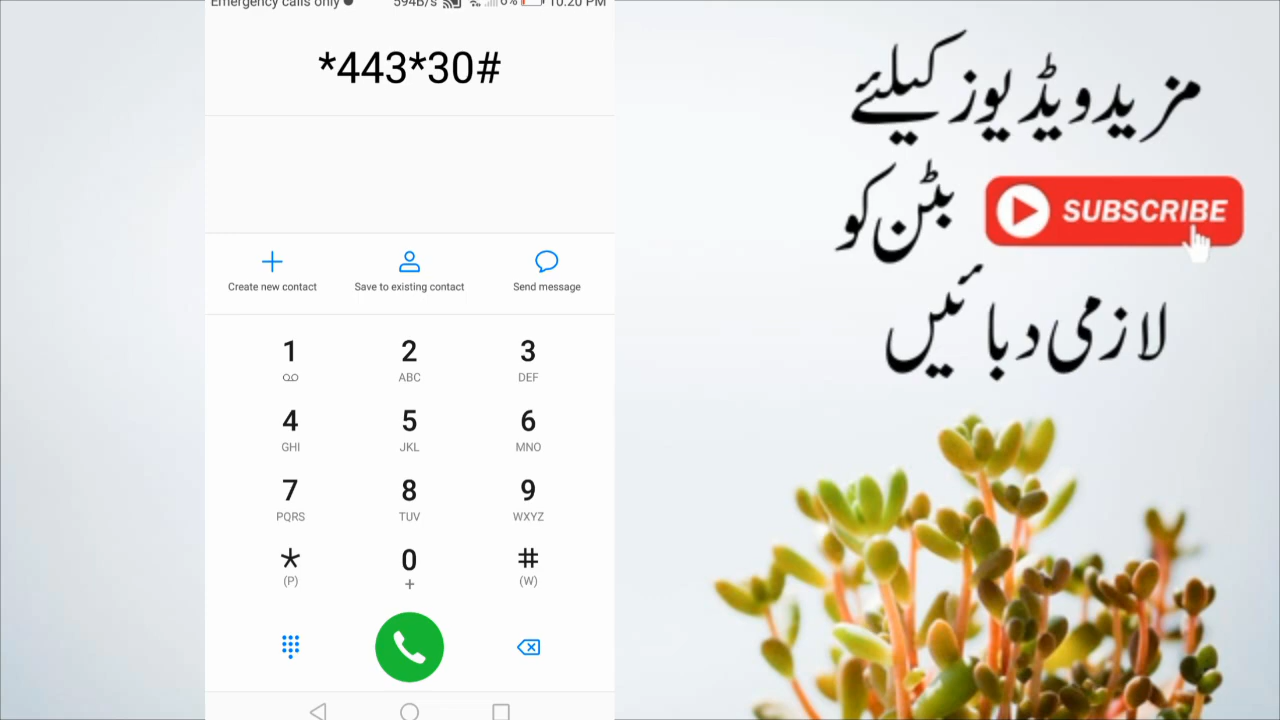 Emergency calls only 594B/s 6% 10:20 PM
*443*30#
Create new contact Save to existing contact Send message
1 2 3
ABC DEF
4 5 6
GHI JKL MNO
7 8 9
PQRS TUV WXYZ
* 0 #
(P) + (W)
مزید ویڈیوز کیلئے
SUBSCRIBE بٹن کو
لازمی دبائیں